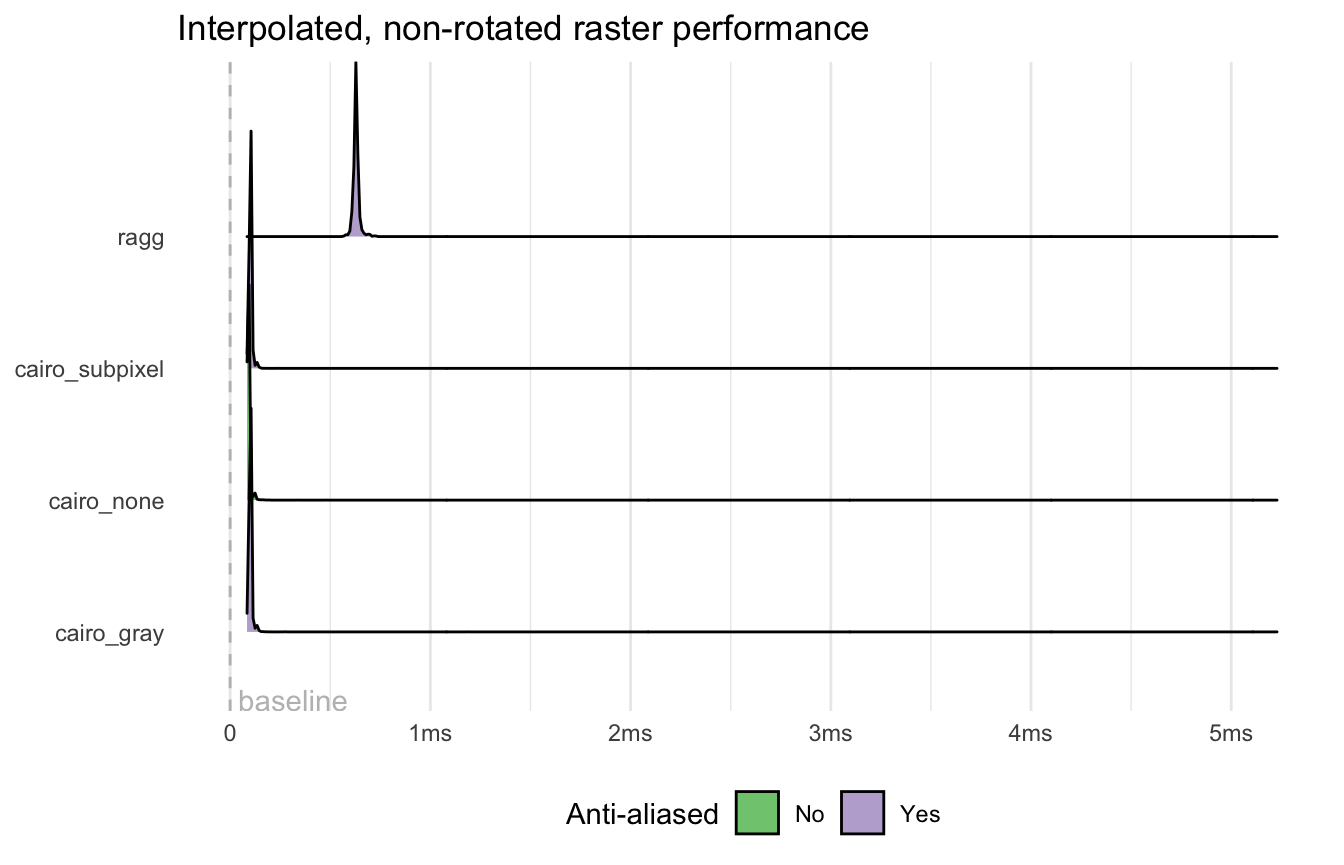 Interpolated, non-rotated raster performance
ragg
cairo_subpixel
cairo_none
cairo_gray
baseline
0 1ms 2ms 3ms 4ms 5ms
Anti-aliased No Yes